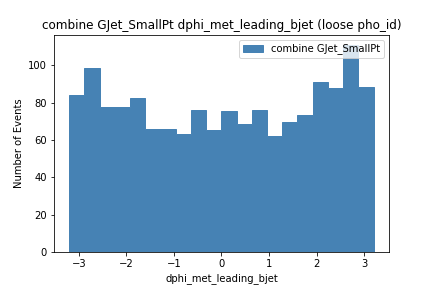 combine GJet_SmallPt dphi_met_leading_bjet (loose pho_id)
combine GJet_SmallPt
Number of Events
100
80
60
40
20
0
−3 −2 −1 0 1 2 3
dphi_met_leading_bjet